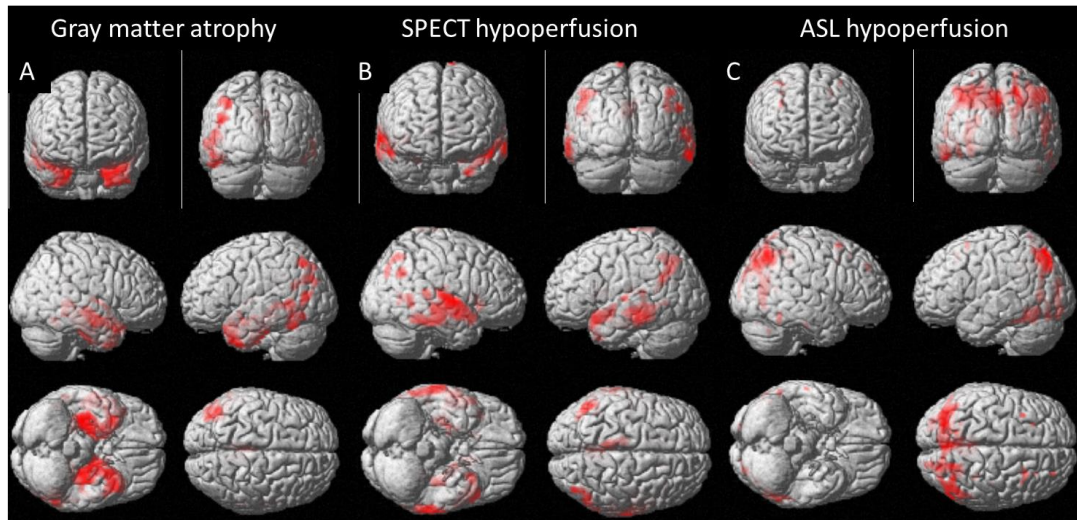 Gray matter atrophy
SPECT hypoperfusion
ASL hypoperfusion
A
B
C